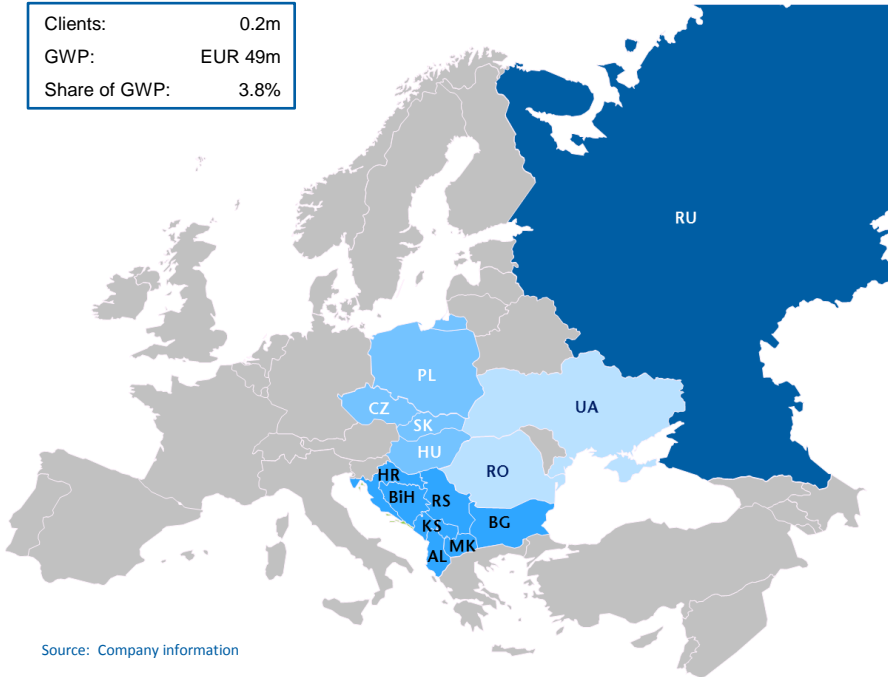 Clients: 0.2m
GWP: EUR 49m
Share of GWP: 3.8%
RU
PL
CZ
UA
SK
HU
RO
HR
BiH
RS
KS
BG
MK
AL
Source: Company information